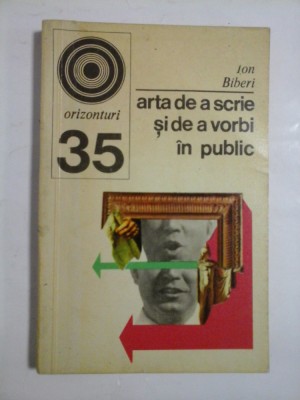 Ion
Biberi
orizonturi
35
arta de a scrie
și de a vorbi
în public